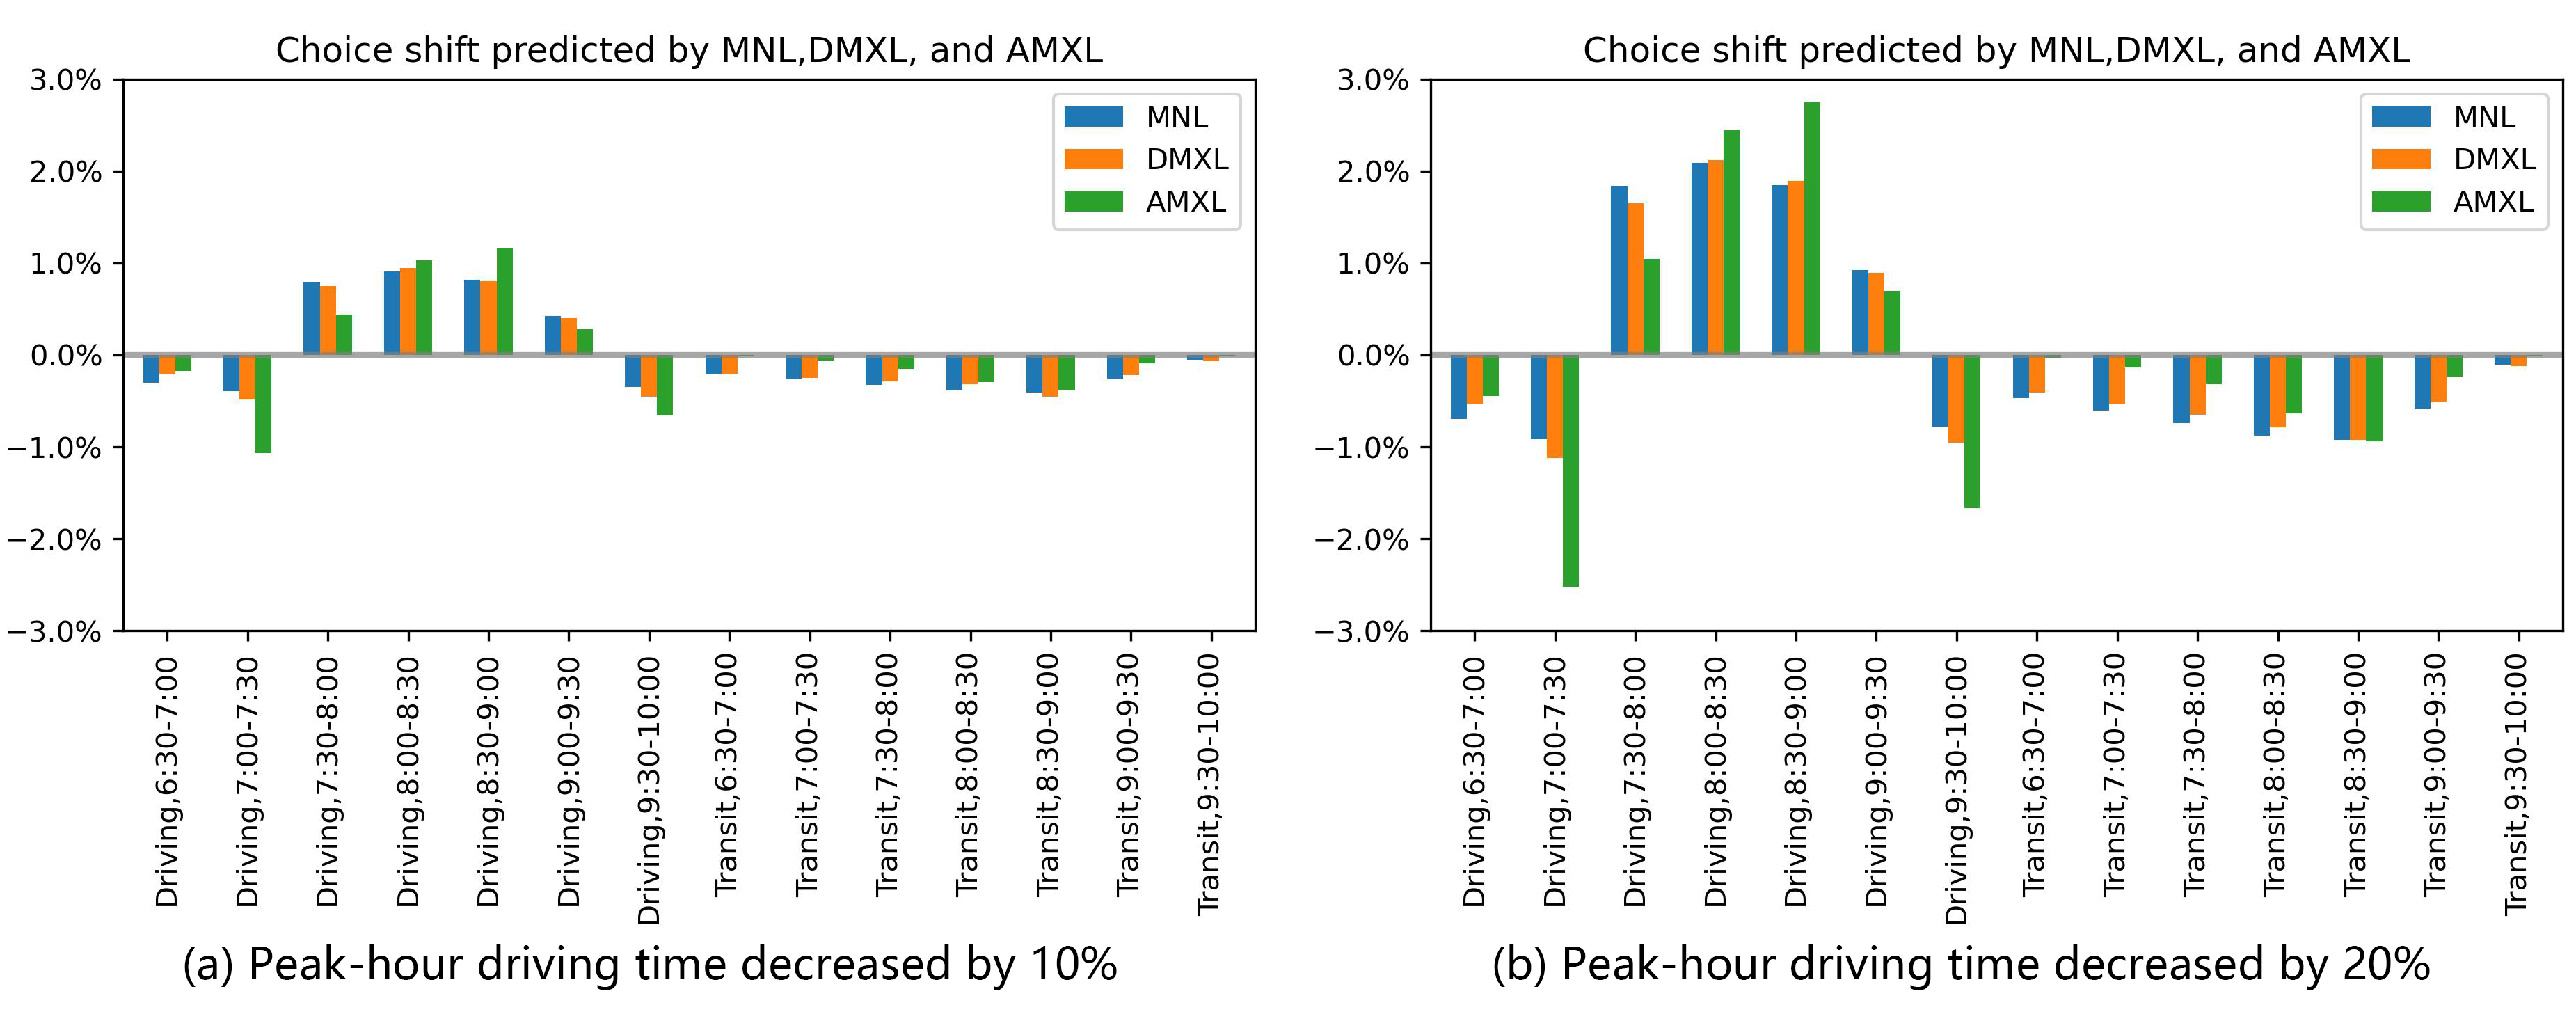 Choice shift predicted by MNL,DMXL, and AMXL
3.0%
2.0%
1.0%
0.0%
−1.0%
−2.0%
−3.0%
MNL
DMXL
AMXL
Driving,6:30-7:00
Driving,7:00-7:30
Driving,7:30-8:00
Driving,8:00-8:30
Driving,8:30-9:00
Driving,9:00-9:30
Driving,9:30-10:00
Transit,6:30-7:00
Transit,7:00-7:30
Transit,7:30-8:00
Transit,8:00-8:30
Transit,8:30-9:00
Transit,9:00-9:30
Transit,9:30-10:00
(a) Peak-hour driving time decreased by 10%
Choice shift predicted by MNL,DMXL, and AMXL
3.0%
2.0%
1.0%
0.0%
−1.0%
−2.0%
−3.0%
MNL
DMXL
AMXL
Driving,6:30-7:00
Driving,7:00-7:30
Driving,7:30-8:00
Driving,8:00-8:30
Driving,8:30-9:00
Driving,9:00-9:30
Driving,9:30-10:00
Transit,6:30-7:00
Transit,7:00-7:30
Transit,7:30-8:00
Transit,8:00-8:30
Transit,8:30-9:00
Transit,9:00-9:30
Transit,9:30-10:00
(b) Peak-hour driving time decreased by 20%